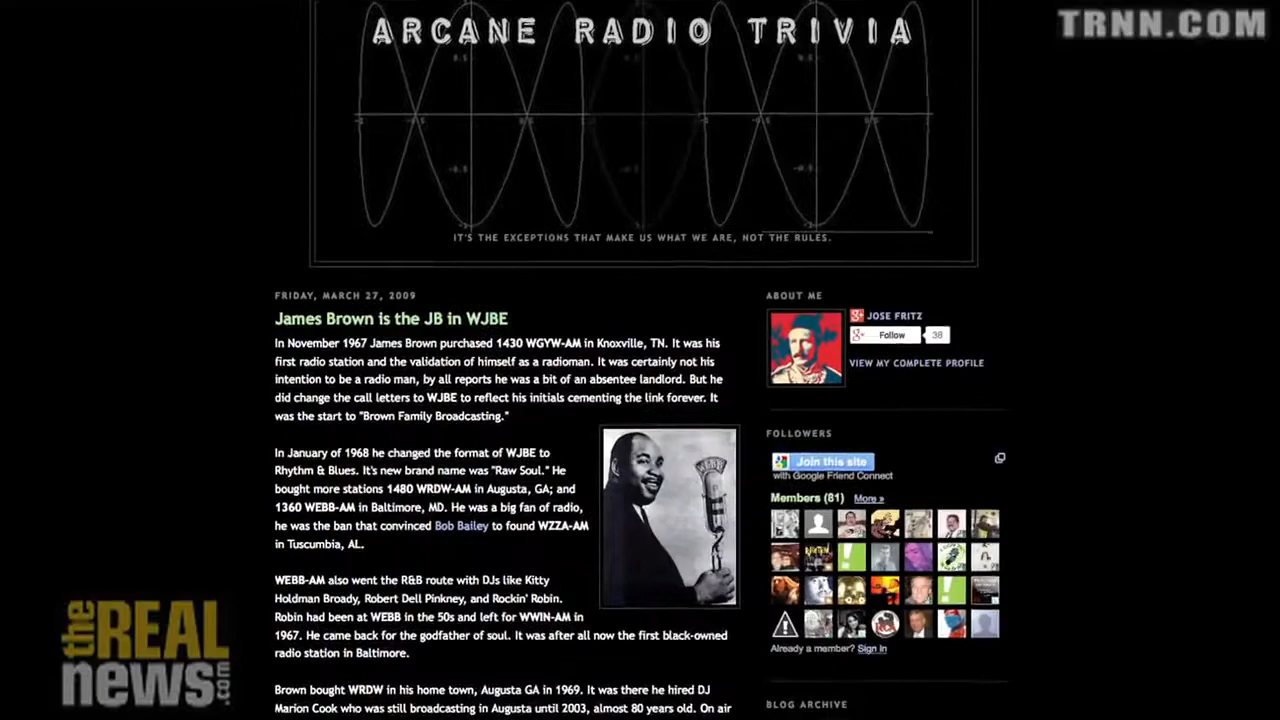 ARCANE RADIO TRIVIA
TRNN.COM
IT'S THE EXCEPTIONS THAT MAKE US WHAT WE ARE, NOT THE RULES.
FRIDAY, MARCH 27, 2009
James Brown is the JB in WJBE
In November 1967 James Brown purchased 1430 WGYW-AM in Knoxville, TN. It was his
first radio station and the validation of himself as a radioman. It was certainly not his
intention to be a radio man, by all reports he was a bit of an absentee landlord. But he
did change the call letters to WJBE to reflect his initials cementing the link forever. It
was the start to "Brown Family Broadcasting."
In January of 1968 he changed the format of WJBE to
Rhythm & Blues. It's new brand name was "Raw Soul." He
bought more stations 1480 WRDW-AM in Augusta, GA; and
1360 WEBB-AM in Baltimore, MD. He was a big fan of radio,
he was the ban that convinced Bob Bailey to found WZZA-AM
in Tuscumbia, AL.
WEBB
WEBB-AM also went the R&B route with DJs like Kitty
Holdman Broady, Robert Dell Pinkney, and Rockin' Robin.
Robin had been at WEBB in the 50s and left for WWIN-AM in
1967. He came back for the godfather of soul. It was after all now the first black-owned
radio station in Baltimore.
Brown bought WRDW in his home town, Augusta GA in 1969. It was there he hired DJ
Marion Cook who was still broadcasting in Augusta until 2003, almost 80 years old. On air
ABOUT ME
JOSE FRITZ
Follow 38
VIEW MY COMPLETE PROFILE
FOLLOWERS
Join this site
with Google Friend Connect
Members (81) More »
Already a member? Sign In
BLOG ARCHIVE
the REAL
news.com